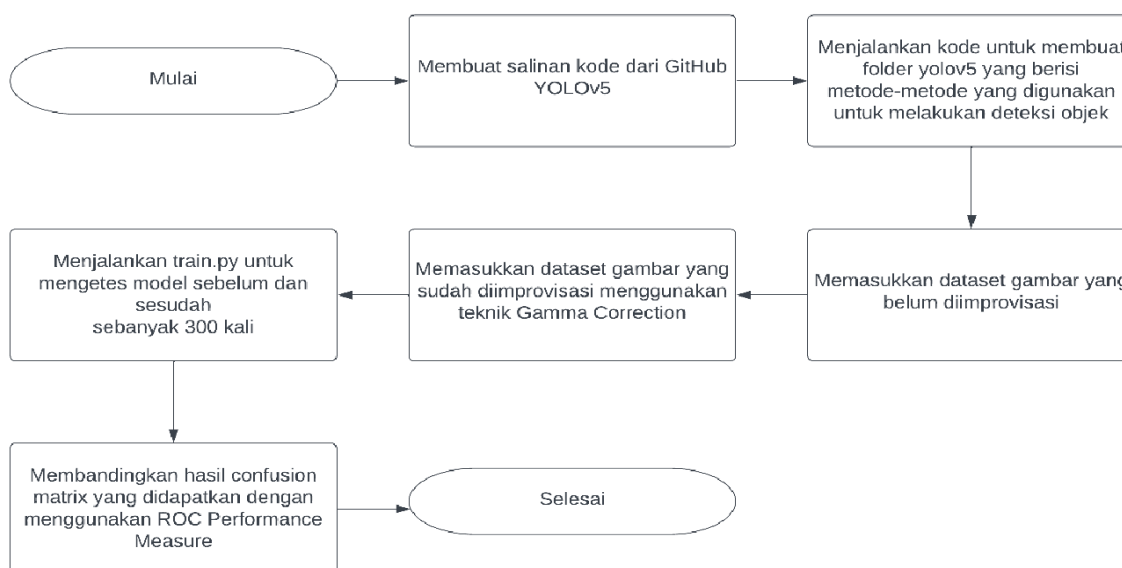 Mulai
Membuat salinan kode dari GitHub
YOLOv5
Menjalankan kode untuk membuat
folder yolov5 yang berisi
metode-metode yang digunakan
untuk melakukan deteksi objek
Memasukkan dataset gambar yang
belum diimprovisasi
Memasukkan dataset gambar yang
sudah diimprovisasi menggunakan
teknik Gamma Correction
Menjalankan train.py untuk
mengetes model sebelum dan
sesudah
sebanyak 300 kali
Membandingkan hasil confusion
matrix yang didapatkan dengan
menggunakan ROC Performance
Measure
Selesai